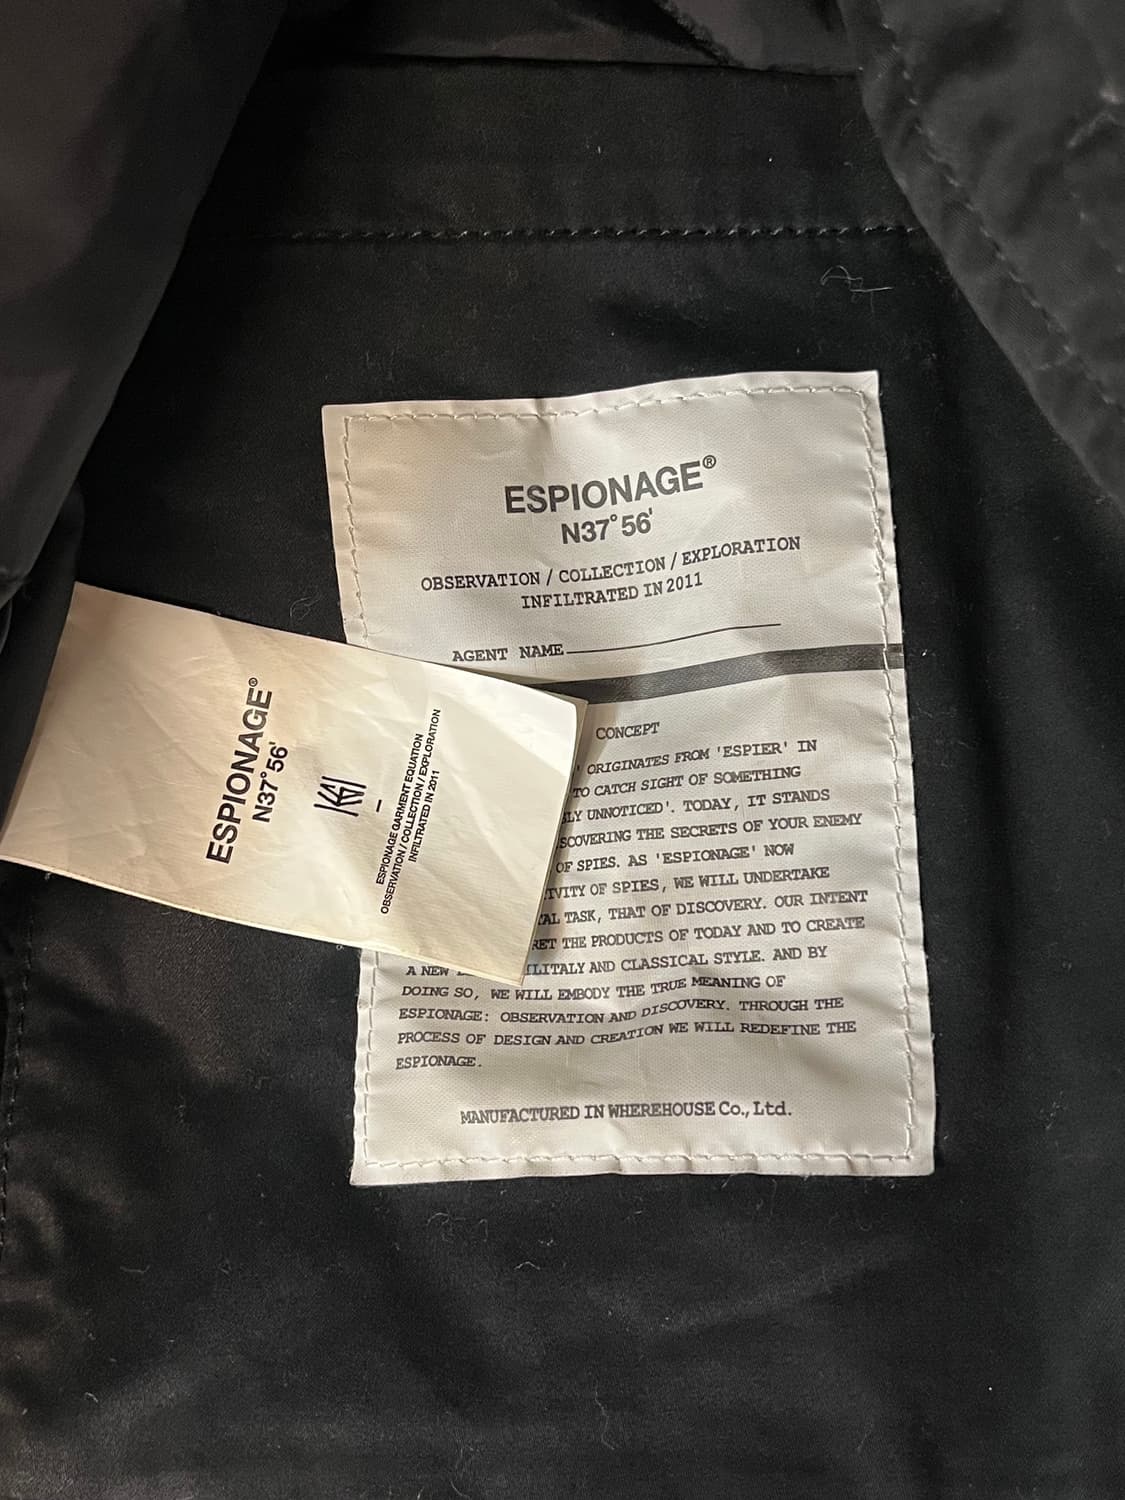 ESPIONAGE®
N37°56'
OBSERVATION / COLLECTION / EXPLORATION
INFILTRATED IN 2011
AGENT NAME
CONCEPT
' ORIGINATES FROM 'ESPIER' IN
TO CATCH SIGHT OF SOMETHING
UNNOTICED'. TODAY, IT STANDS
THE SECRETS OF YOUR ENEMY
OF SPIES. AS 'ESPIONAGE' NOW
OF SPIES, WE WILL UNDERTAKE
TASK, THAT OF DISCOVERY. OUR INTENT
THE PRODUCTS OF TODAY AND TO CREATE
A NEW AND CLASSICAL STYLE. AND BY
DOING SO, WE WILL EMBODY THE TRUE MEANING OF
ESPIONAGE: OBSERVATION AND DISCOVERY. THROUGH THE
PROCESS OF DESIGN AND CREATION WE WILL REDEFINE THE
ESPIONAGE.
MANUFACTURED IN WHEREHOUSE Co., Ltd.
ESPIONAGE®
N37°56'
ESPIONAGE GARMENT EQUATION
OBSERVATION / COLLECTION / EXPLORATION
INFILTRATED IN 2011